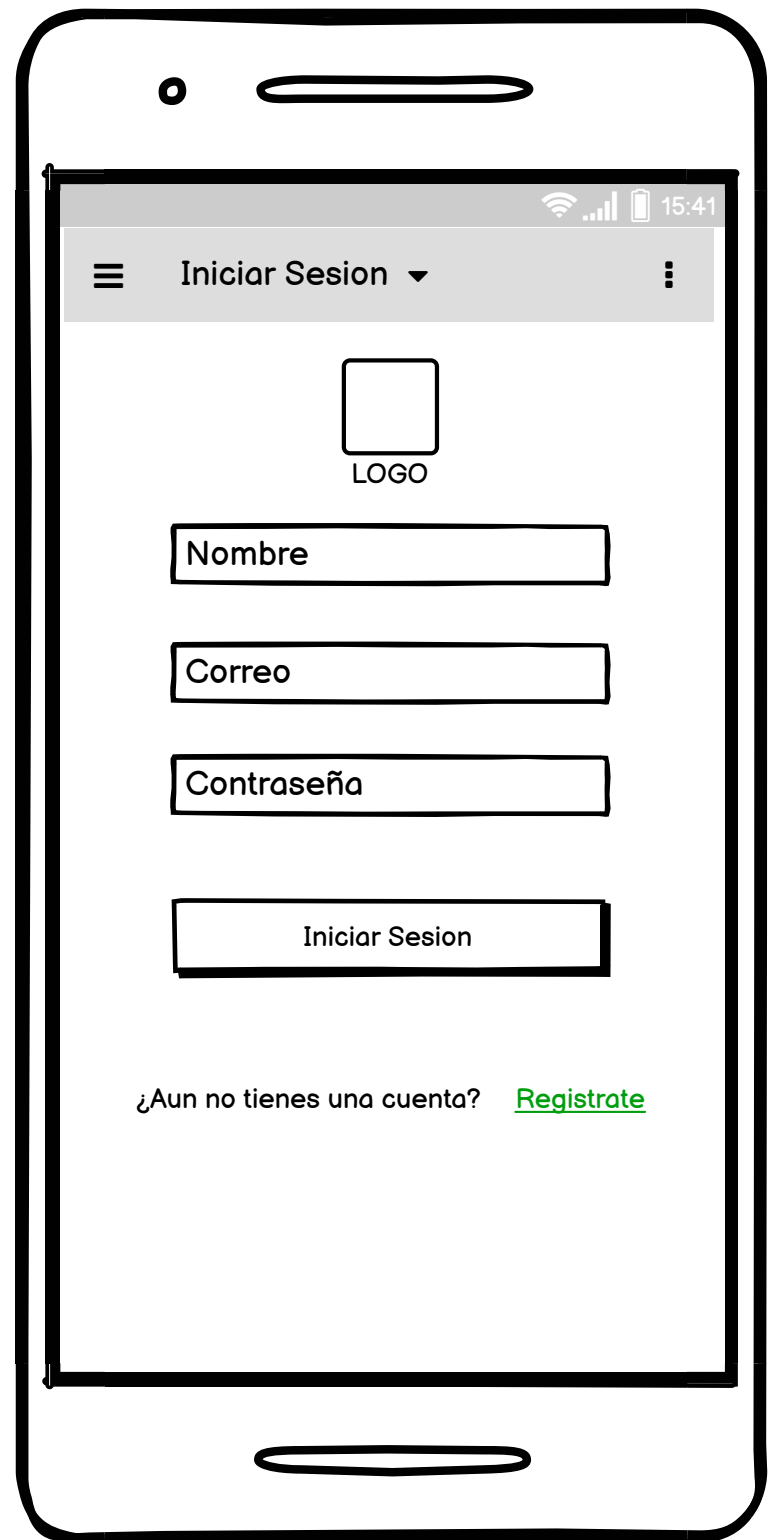 15:41
Iniciar Sesion
LOGO
Nombre
Correo
Contraseña
Iniciar Sesion
¿Aun no tienes una cuenta? Registrate